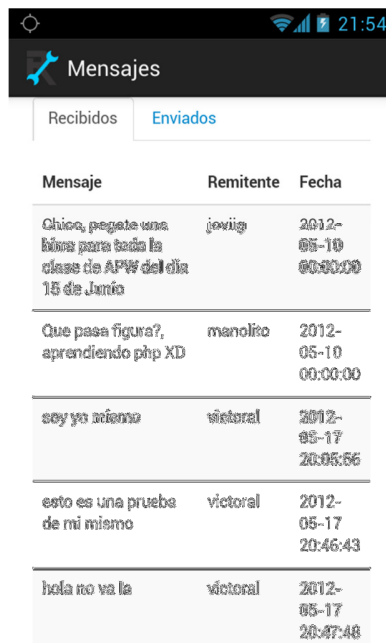 21:54
Mensajes
Recibidos Enviados
Mensaje Remitente Fecha
Chico, pegate una
para toda la
clase de APW del dia
15 de Junio
2012-
05-10
00:00:00
Que pasa figura?,
aprendiendo php XD
manolito
2012-
05-10
00:00:00
soy yo mismo
victoral
2012-
05-17
20:05:56
esto es una prueba
de mi mismo
victoral
2012-
05-17
20:46:43
hola no va la
victoral
2012-
05-17
20:47:48